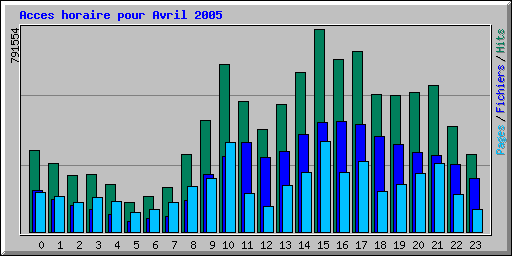 Acces horaire pour Avril 2005
791554
Pages / Fichiers / Hits
0 1 2 3 4 5 6 7 8 9 10 11 12 13 14 15 16 17 18 19 20 21 22 23